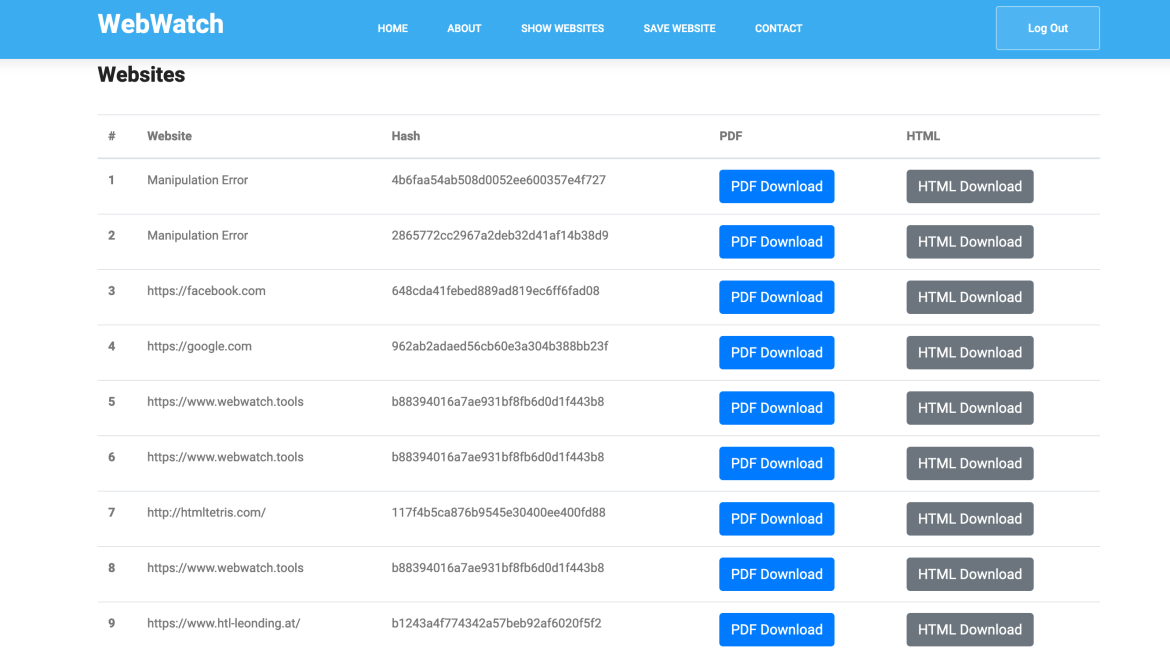 WebWatch HOME ABOUT SHOW WEBSITES SAVE WEBSITE CONTACT Log Out
Websites
# Website Hash PDF HTML
1 Manipulation Error 4b6faa54ab508d0052ee600357e4f727 PDF Download HTML Download
2 Manipulation Error 2865772cc2967a2deb32d41af14b38d9 PDF Download HTML Download
3 https://facebook.com 648cda41febed889ad819ec6ff6fad08 PDF Download HTML Download
4 https://google.com 962ab2adaed56cb60e3a304b388bb23f PDF Download HTML Download
5 https://www.webwatch.tools b88394016a7ae931bf8fb6d0d1f443b8 PDF Download HTML Download
6 https://www.webwatch.tools b88394016a7ae931bf8fb6d0d1f443b8 PDF Download HTML Download
7 http://htmltetris.com/ 117f4b5ca876b9545e30400ee400fd88 PDF Download HTML Download
8 https://www.webwatch.tools b88394016a7ae931bf8fb6d0d1f443b8 PDF Download HTML Download
9 https://www.htl-leonding.at/ b1243a4f774342a57beb92af6020f5f2 PDF Download HTML Download